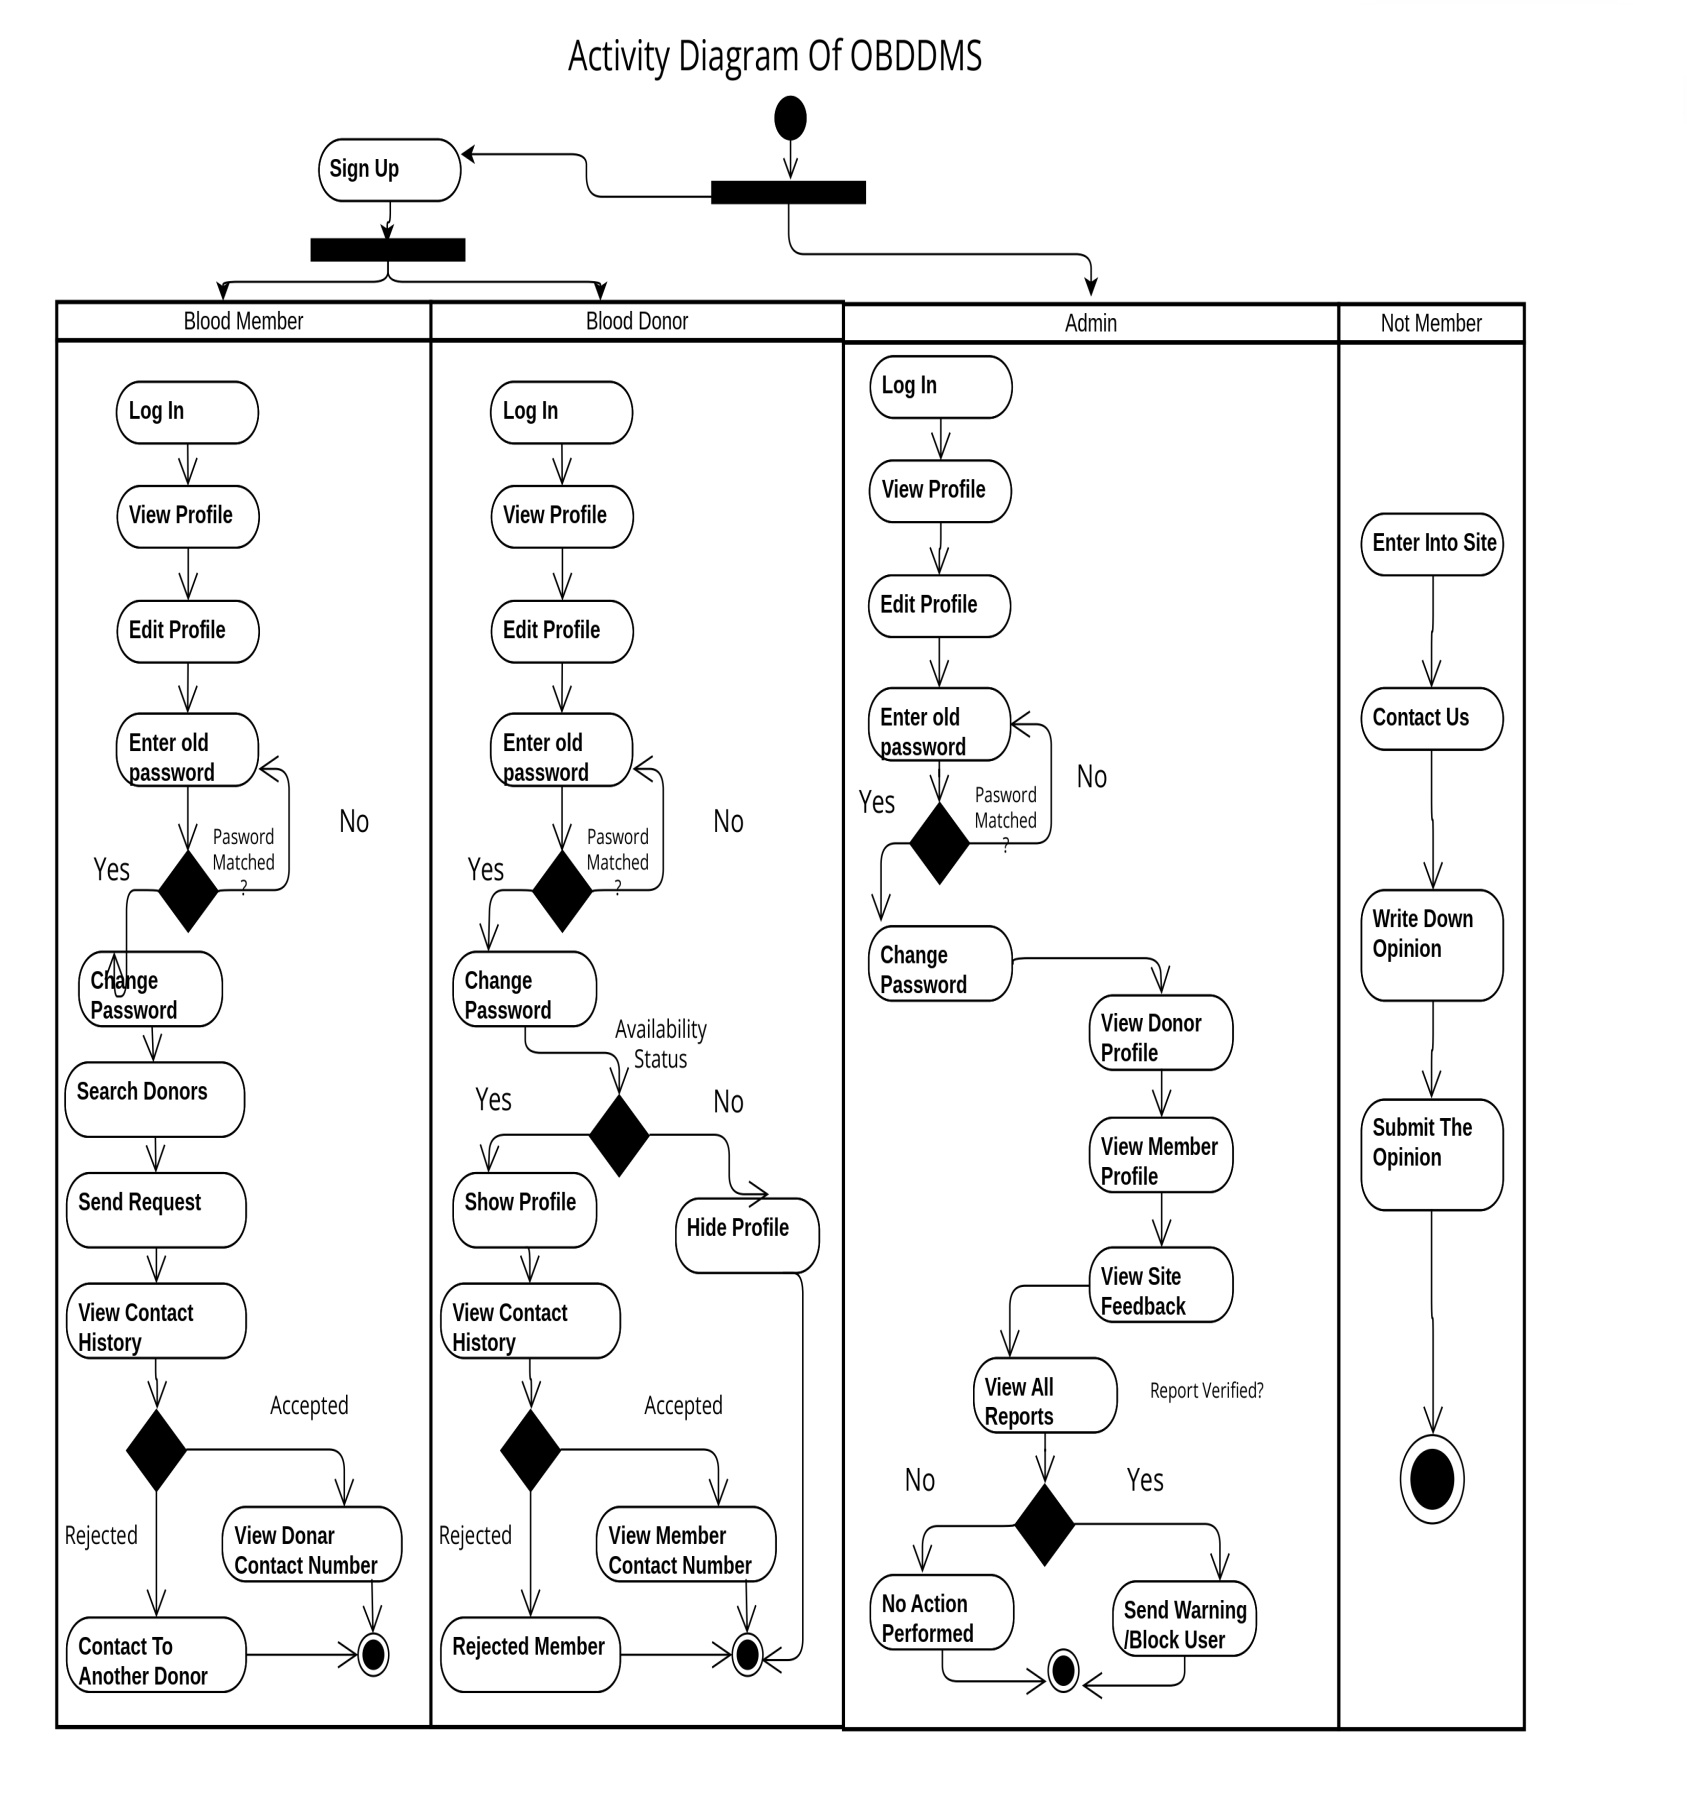 Activity Diagram Of OBDDMS
Sign Up
Blood Member
Blood Donor
Admin
Not Member
Log In
View Profile
Edit Profile
Enter old
password
No
Pasword
Matched
?
Yes
Change
Password
Search Donors
Send Request
View Contact
History
Accepted
Rejected
View Donar
Contact Number
Contact To
Another Donor
Log In
View Profile
Edit Profile
Enter old
password
No
Pasword
Matched
?
Yes
Change
Password
Availability
Status
Yes
No
Show Profile
Hide Profile
View Contact
History
Accepted
Rejected
View Member
Contact Number
Rejected Member
Log In
View Profile
Edit Profile
Enter old
password
No
Yes
Pasword
Matched
?
Change
Password
View Donor
Profile
View Member
Profile
View Site
Feedback
View All
Reports
Report Verified?
No
Yes
No Action
Performed
Send Warning
/Block User
Enter Into Site
Contact Us
Write Down
Opinion
Submit The
Opinion